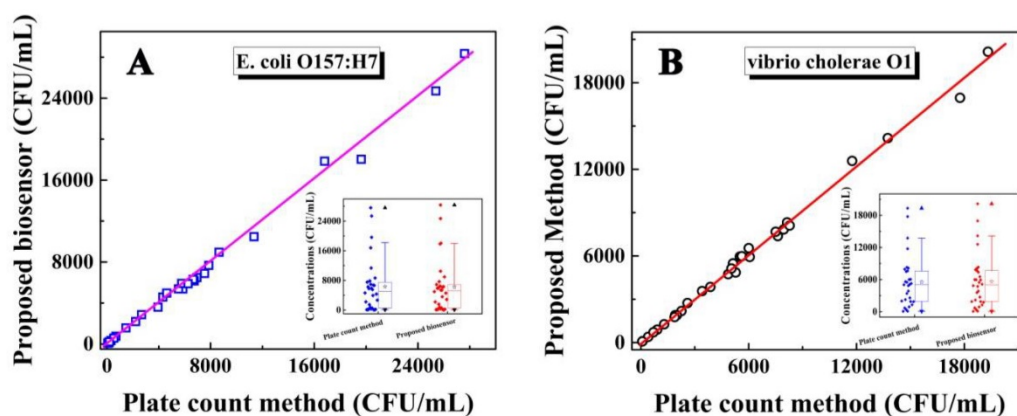 A
E. coli O157:H7
Proposed biosensor (CFU/mL)
24000
16000
8000
0
0
8000
16000
24000
Plate count method (CFU/mL)
Concentrations (CFU/mL)
24000
18000
12000
6000
0
Plate count method
Proposed biosensor
B
vibrio cholerae O1
Proposed Method (CFU/mL)
18000
12000
6000
0
0
6000
12000
18000
Plate count method (CFU/mL)
Concentrations (CFU/mL)
18000
12000
6000
0
Plate count method
Proposed biosensor